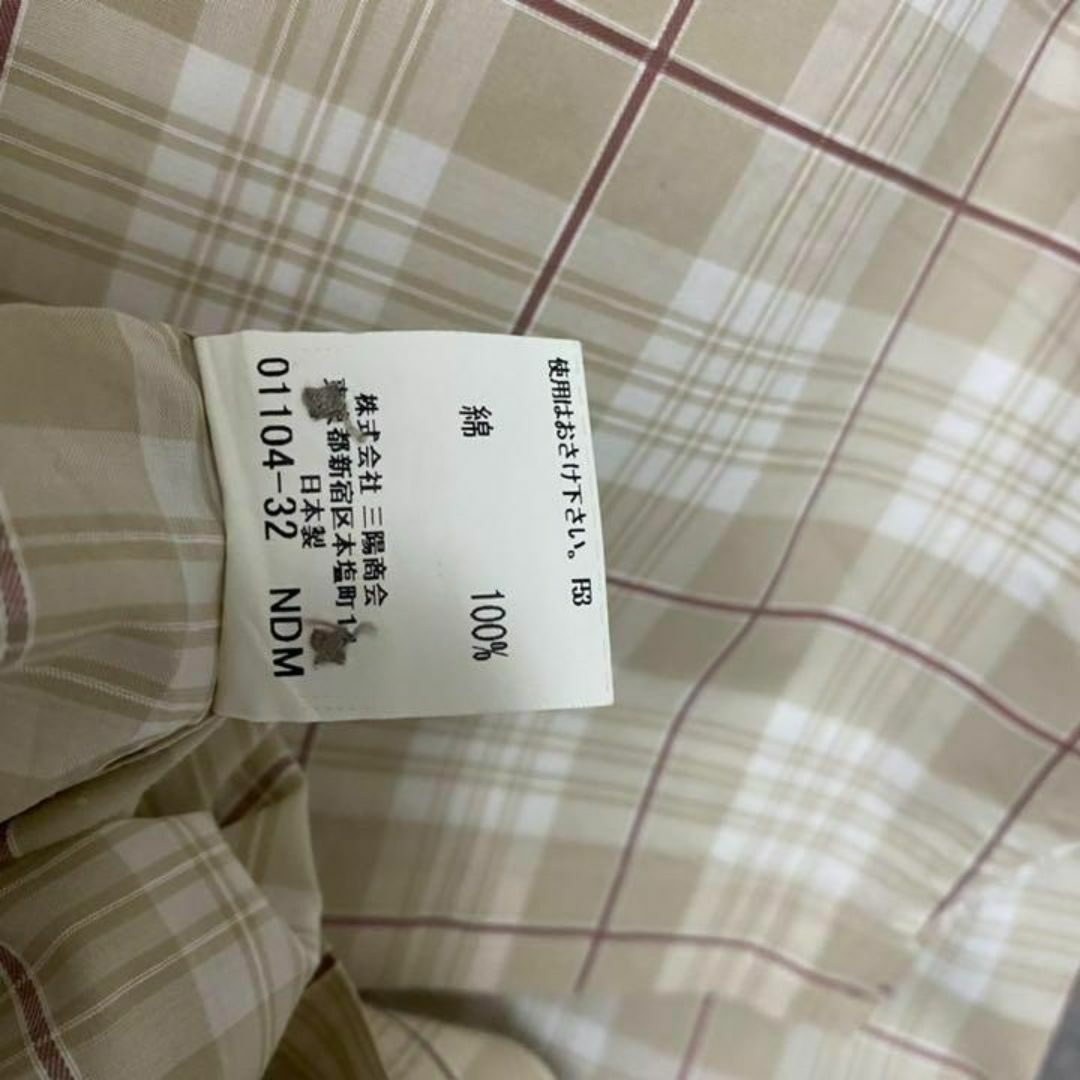 使用はおさけ下さい。 P53
綿 100%
株式会社 三陽商会
都新宿区本塩町
日本製
01104-32 NDM